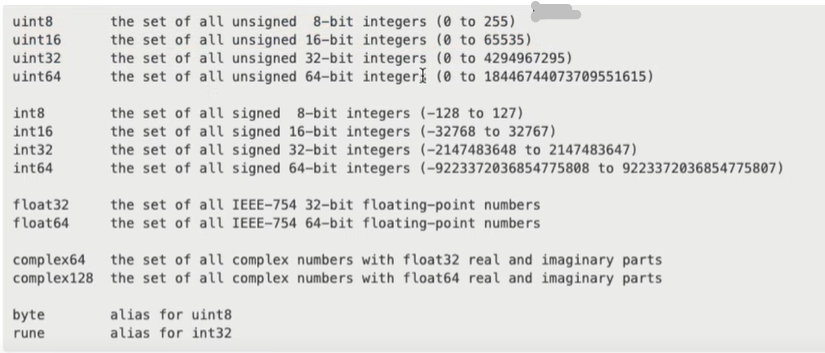 uint8 the set of all unsigned 8-bit integers (0 to 255)
uint16 the set of all unsigned 16-bit integers (0 to 65535)
uint32 the set of all unsigned 32-bit integers (0 to 4294967295)
uint64 the set of all unsigned 64-bit integers (0 to 18446744073709551615)
int8 the set of all signed 8-bit integers (-128 to 127)
int16 the set of all signed 16-bit integers (-32768 to 32767)
int32 the set of all signed 32-bit integers (-2147483648 to 2147483647)
int64 the set of all signed 64-bit integers (-9223372036854775808 to 9223372036854775807)
float32 the set of all IEEE-754 32-bit floating-point numbers
float64 the set of all IEEE-754 64-bit floating-point numbers
complex64 the set of all complex numbers with float32 real and imaginary parts
complex128 the set of all complex numbers with float64 real and imaginary parts
byte alias for uint8
rune alias for int32